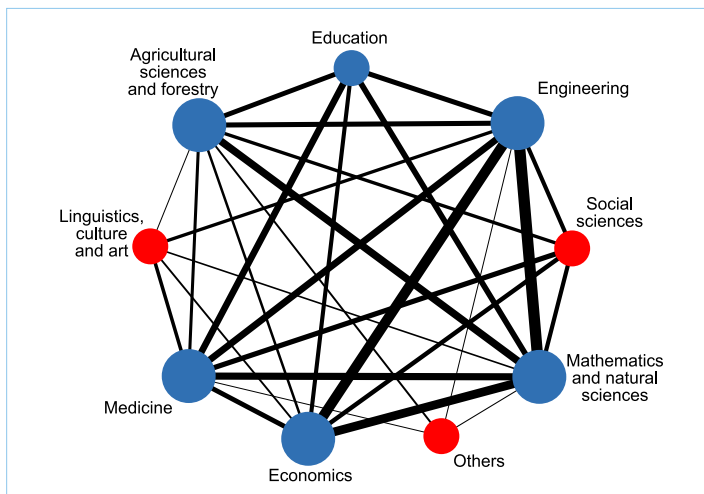 Education
Agricultural
sciences
and forestry
Engineering
Linguistics,
culture
and art
Social
sciences
Medicine
Mathematics
and natural
sciences
Economics
Others